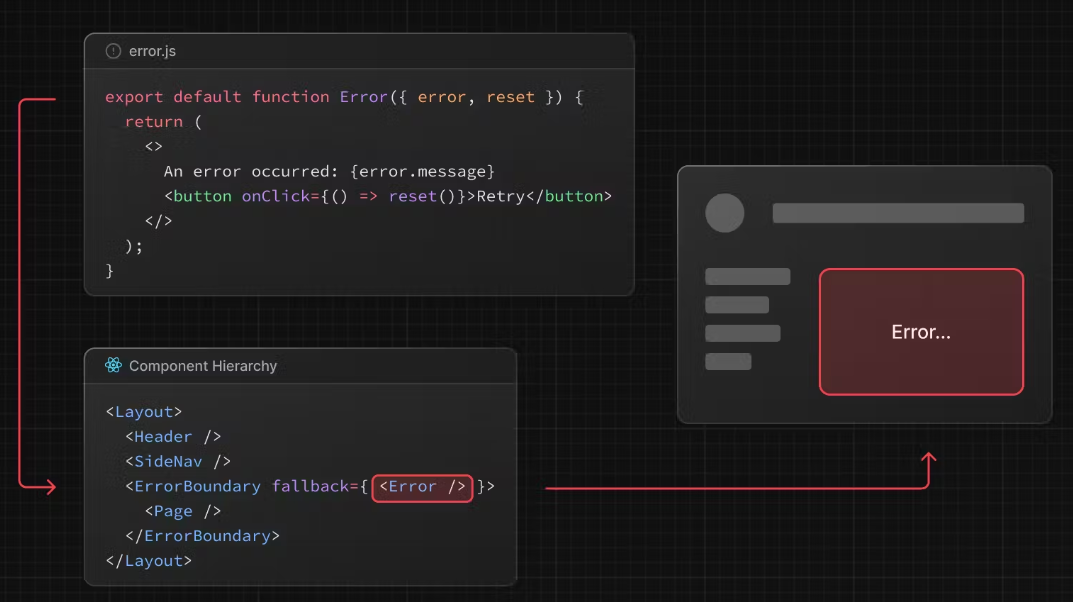 error.js
export default function Error({ error, reset }) {
return (
<>
An error occurred: {error.message}
<button onClick={() => reset()}>Retry</button>
</>
);
}
Component Hierarchy
<Layout>
<Header />
<SideNav />
<ErrorBoundary fallback={ <Error /> }>
<Page />
</ErrorBoundary>
</Layout>
Error...